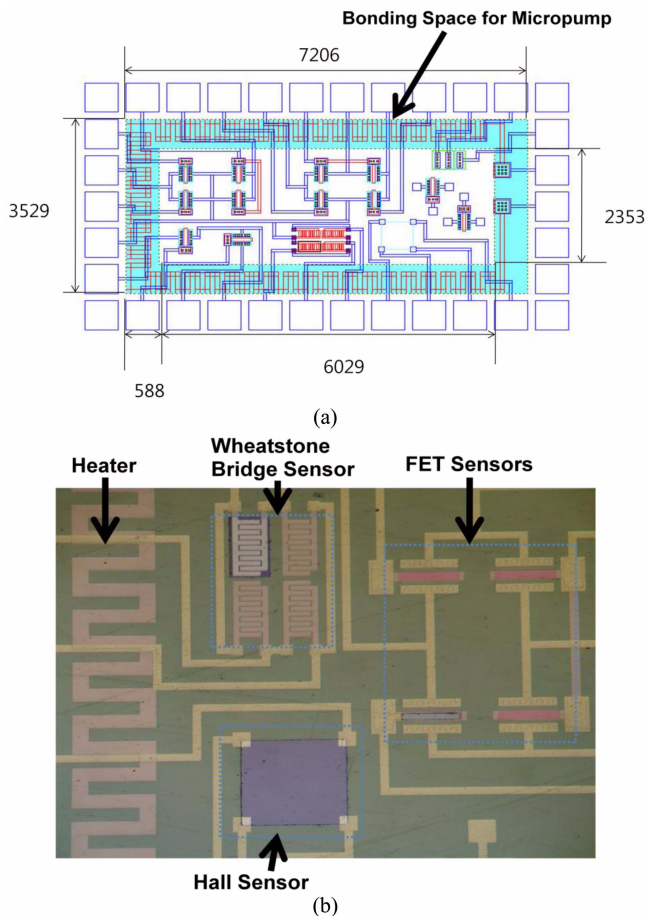 Bonding Space for Micropump
7206
3529
2353
6029
588
(a)
Wheatstone
Bridge Sensor
Heater
FET Sensors
Hall Sensor
(b)